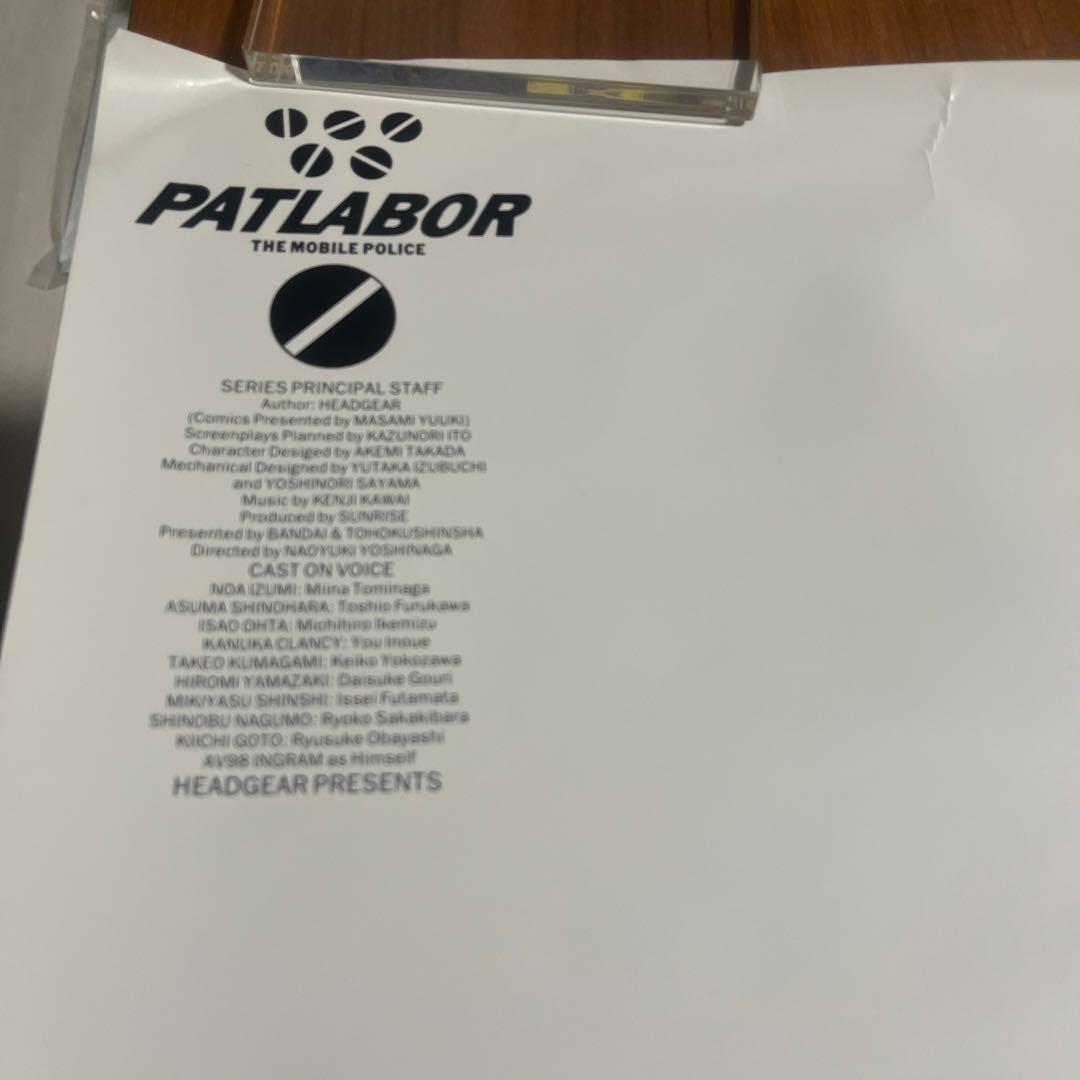 PATLABOR
THE MOBILE POLICE
SERIES PRINCIPAL STAFF
Author: HEADGEAR
(Comics Presented by MASAMI YUUKI)
Screenplays Planned by KAZUNORI ITO
Character Desiged by AKEMI TAKADA
Mechanical Designed by YUTAKA IZUBUCHI
and YOSHINORI SAYAMA
Music by KENJI KAWAI
Produced by SUNRISE
Presented by BANDAI & TOHOKUSHINSHA
Directed by NAOYUKI YOSHINAGA
CAST ON VOICE
NOA IZUMI: Miina Tominaga
ASUMA SHINOHARA: Toshio Furukawa
ISAO OHTA: Michihiro Ikemizu
KANUKA CLANCY: You Inoue
TAKEO KUMAGAMI: Keiko Yokozawa
HIROMI YAMAZAKI: Daisuke Gouri
MIKIYASU SHINSHI: Issei Futamata
SHINOBU NAGUMO: Ryoko Sakakibara
KIICHI GOTO: Ryusuke Obayashi
AV98 INGRAM as Himself
HEADGEAR PRESENTS